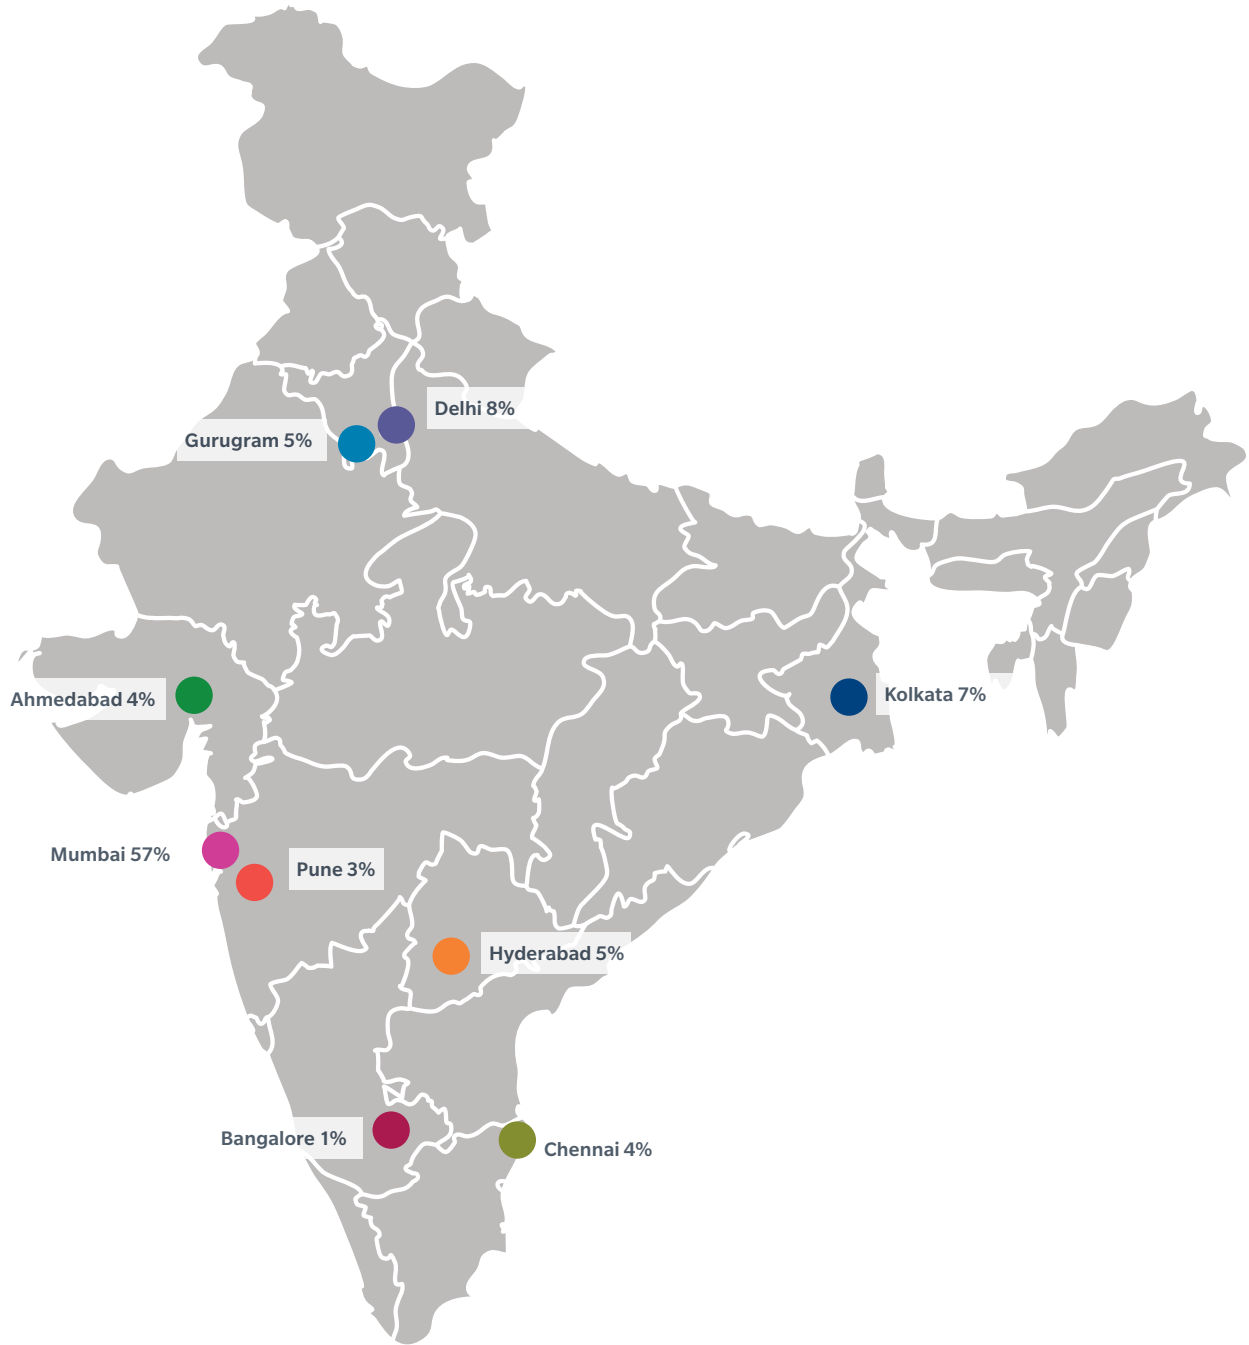 Delhi 8%
Gurugram 5%
Ahmedabad 4%
Kolkata 7%
Mumbai 57%
Pune 3%
Hyderabad 5%
Bangalore 1%
Chennai 4%